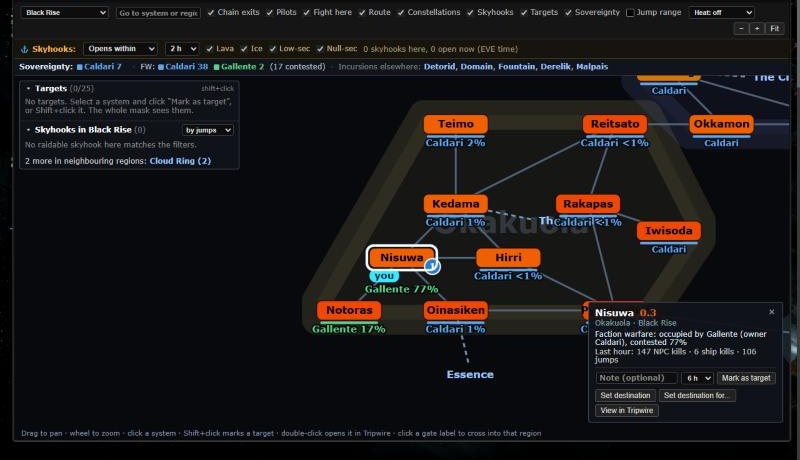 Black Rise Go to system or regic Chain exits Pilots Fight here Route Constellations Skyhooks Targets Sovereignty Jump range Heat: off
− + Fit
Skyhooks: Opens within 2 h Lava Ice Low-sec Null-sec 0 skyhooks here, 0 open now (EVE time)
Sovereignty: Caldari 7 · FW: Caldari 38 Gallente 2 (17 contested) · Incursions elsewhere: Detorid, Domain, Fountain, Derelik, Malpais
Targets (0/25) shift+click
No targets. Select a system and click "Mark as target",
or Shift+click it. The whole mask sees them.
Skyhooks in Black Rise (0) by jumps
No raidable skyhook here matches the filters.
2 more in neighbouring regions: Cloud Ring (2)
Caldari
Teimo
Caldari 2%
Reitsato
Caldari <1%
Okkamon
Caldari
Kedama
Caldari 1%
Rakapas
Caldari <1%
Okakuola
Iwisoda
Caldari
Nisuwa
you
Gallente 77%
Hirri
Caldari <1%
Notoras
Gallente 17%
Oinasiken
Caldari 1%
Essence
Nisuwa 0.3 ×
Okakuola · Black Rise
Faction warfare: occupied by Gallente (owner
Caldari), contested 77%
Last hour: 147 NPC kills · 6 ship kills · 106
jumps
Note (optional) 6 h Mark as target
Set destination Set destination for...
View in Tripwire
Drag to pan · wheel to zoom · click a system · Shift+click marks a target · double-click opens it in Tripwire · click a gate label to cross into that region